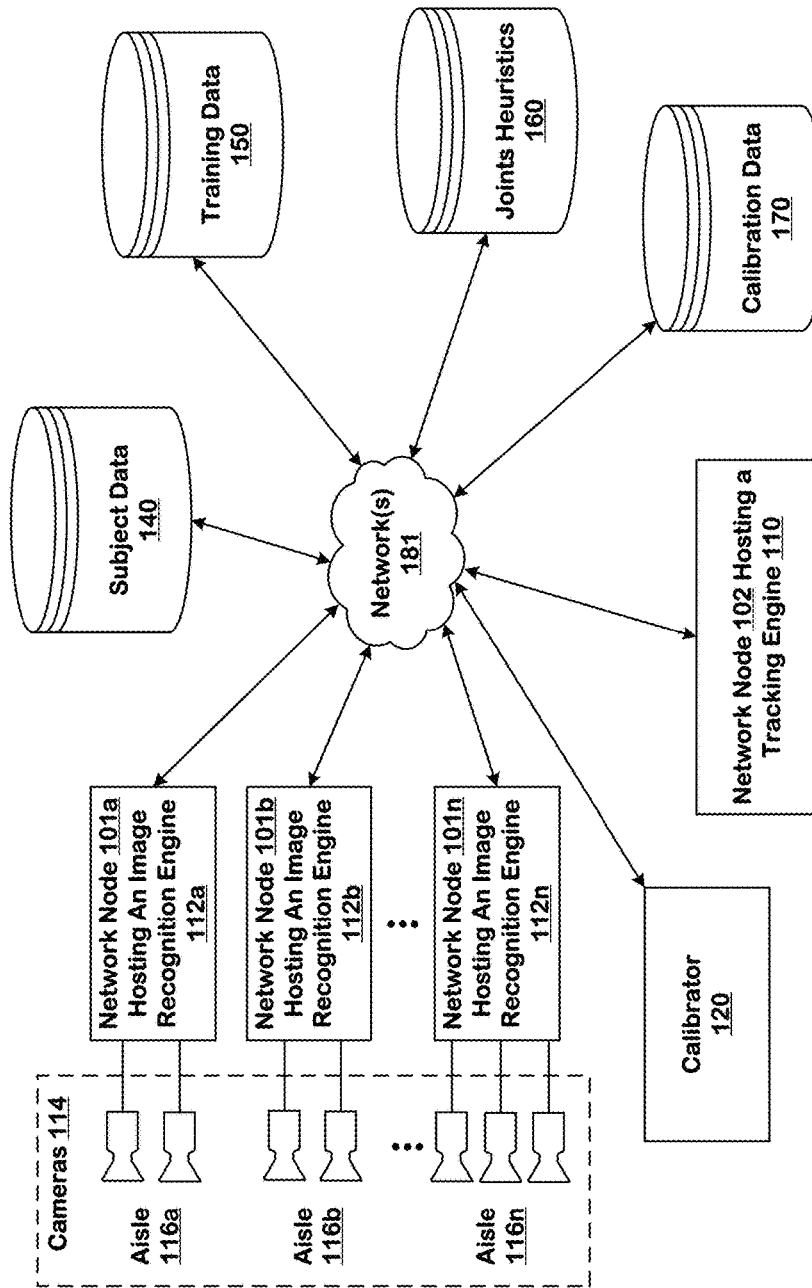 Cameras 114
Aisle
116a
Aisle
116b
Aisle
116n
Network Node 101a
Hosting An Image
Recognition Engine
112a
Network Node 101b
Hosting An Image
Recognition Engine
112b
Network Node 101n
Hosting An Image
Recognition Engine
112n
Calibrator
120
Network Node 102 Hosting a
Tracking Engine 110
Network(s)
181
Subject Data
140
Training Data
150
Joints Heuristics
160
Calibration Data
170